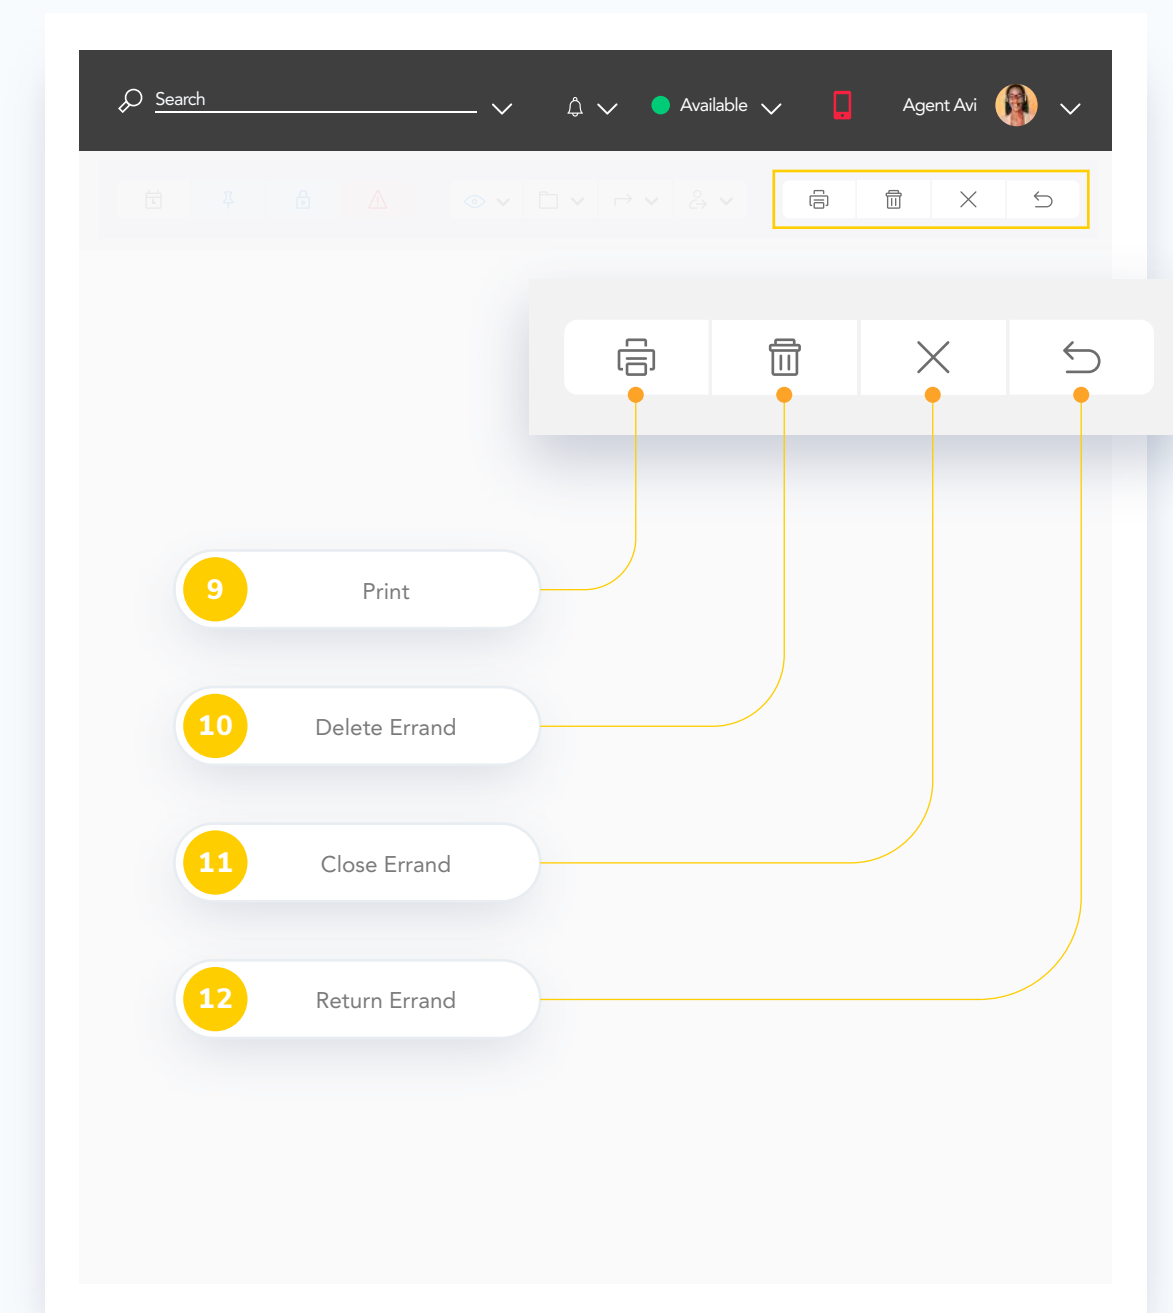 Search
Available
Agent Avi
9 Print
10 Delete Errand
11 Close Errand
12 Return Errand